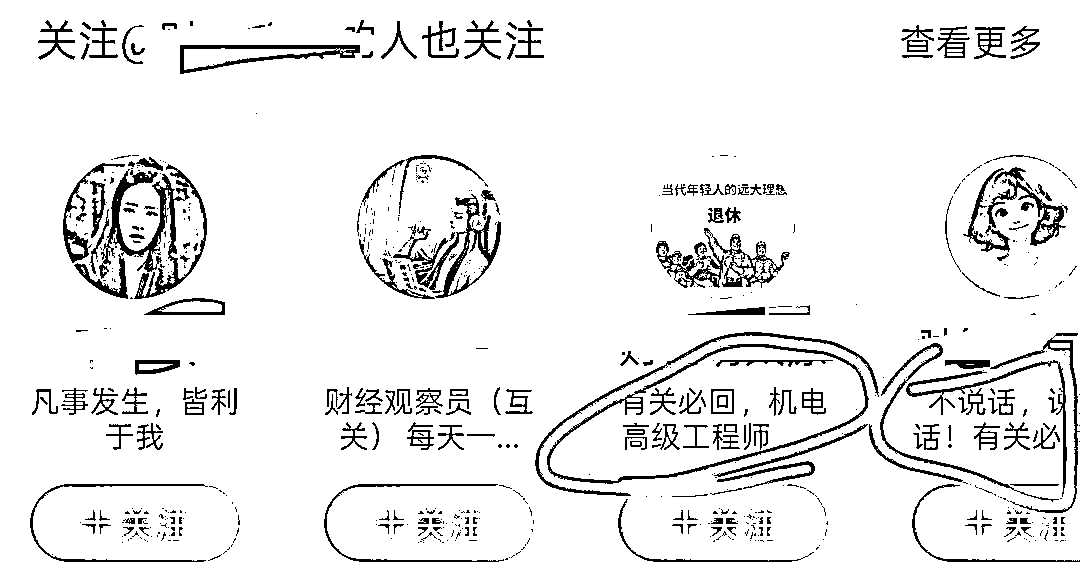 关注@ 的人也关注
查看更多
当代年轻人的远大理想
退休
凡事发生，皆利
于我
财经观察员（互
关） 每天一...
有关必回，机电
高级工程师
不说话，说
话！有关必
+ 关注
+ 关注
+ 关注
+ 关注